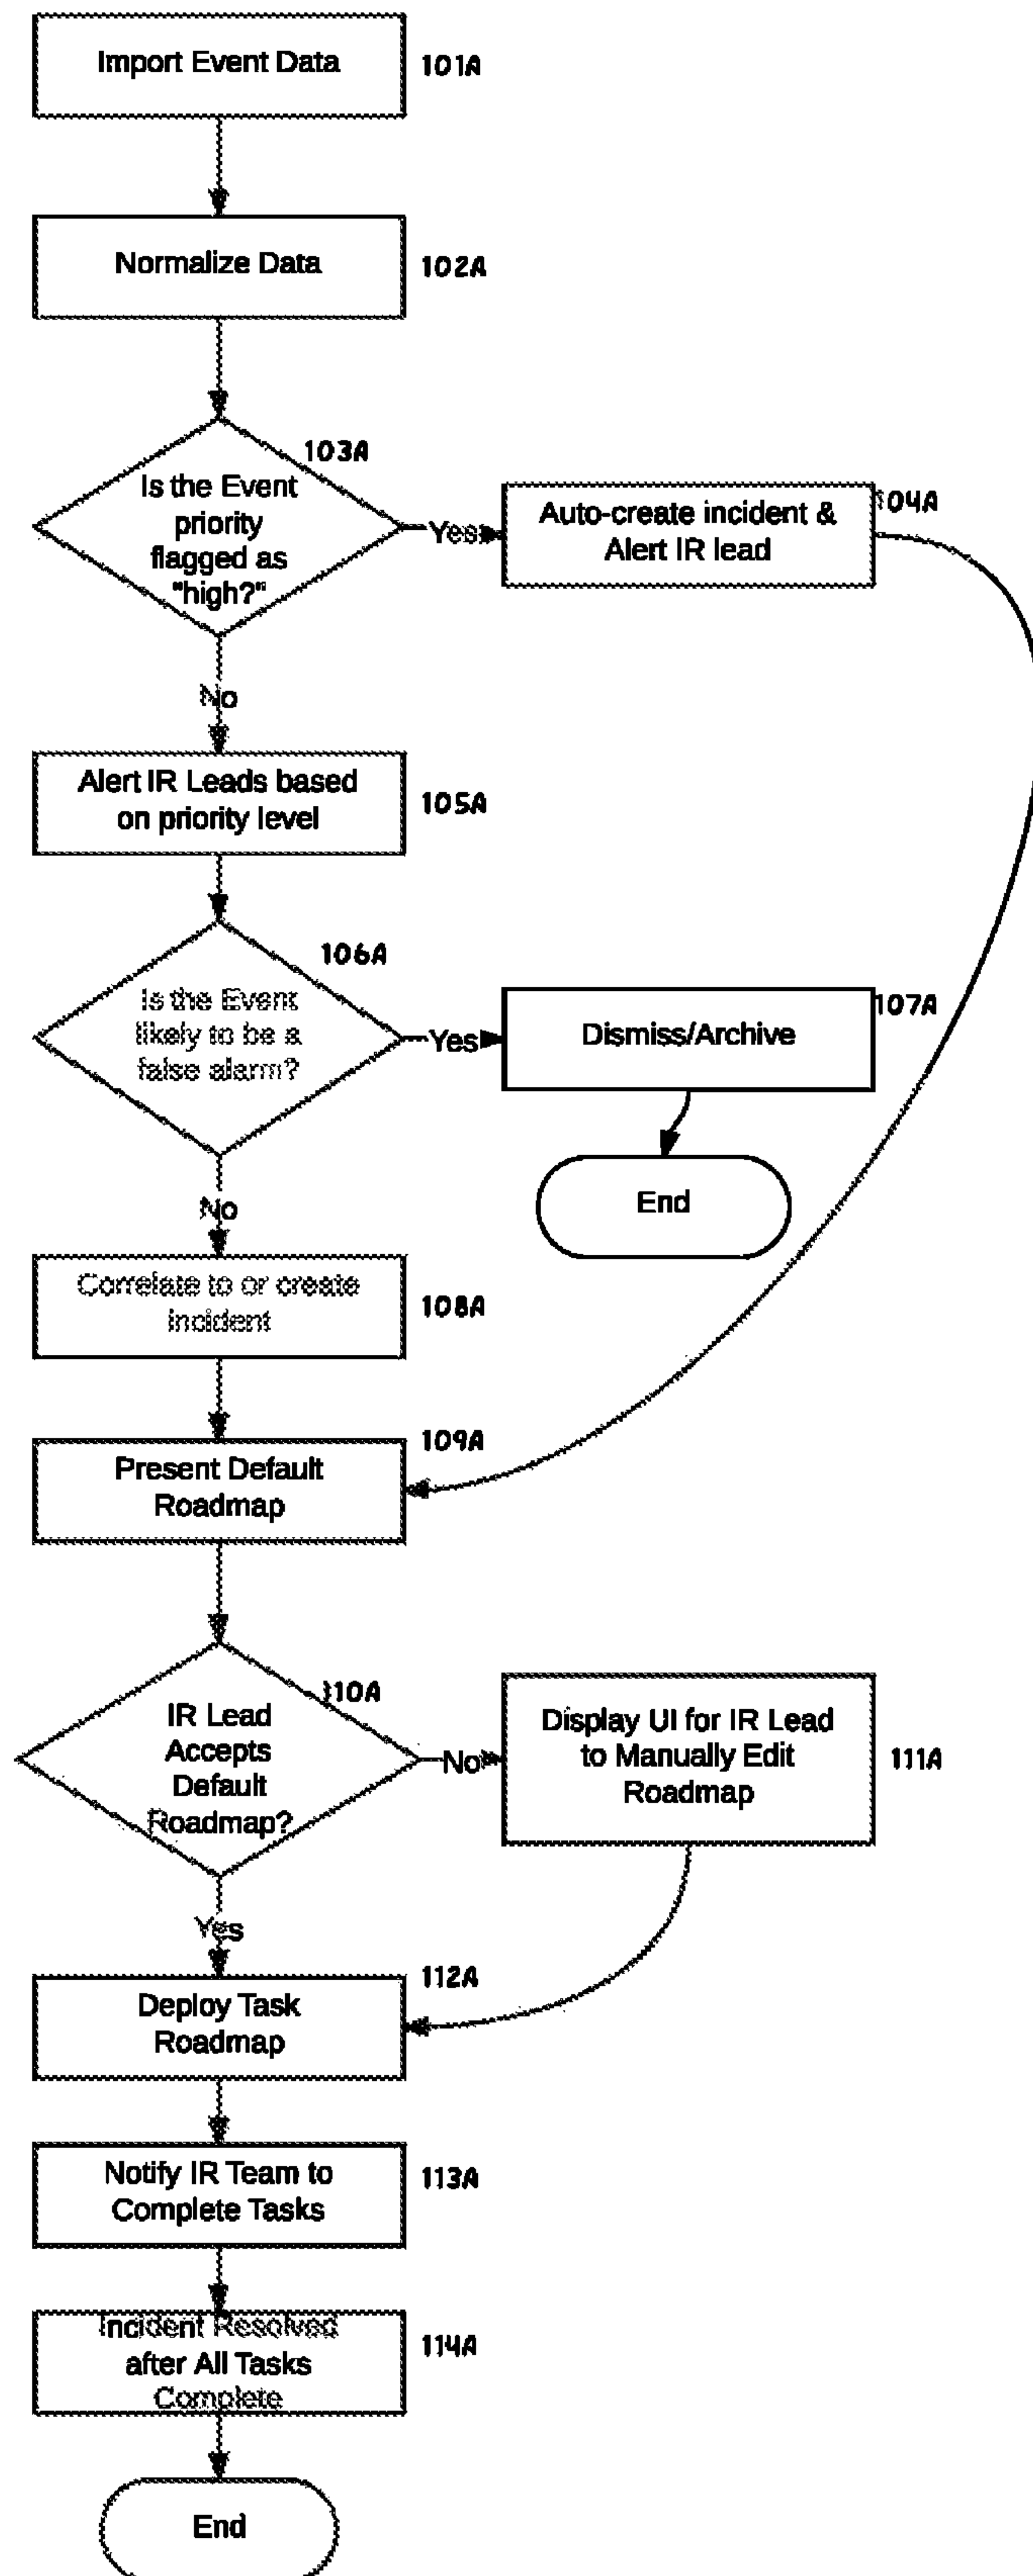 Import Event Data
101A
Normalize Data
102A
103A
Is the Event
priority
flagged as
"high?"
Yes
Auto-create incident &
Alert IR lead
104A
No
Alert IR Leads based
on priority level
105A
106A
Is the Event
likely to be a
false alarm?
Yes
Dismiss/Archive
107A
End
No
Correlate to or create
incident
108A
109A
Present Default
Roadmap
110A
IR Lead
Accepts
Default
Roadmap?
No
Display UI for IR Lead
to Manually Edit
Roadmap
111A
Yes
112A
Deploy Task
Roadmap
Notify IR Team to
Complete Tasks
113A
Incident Resolved
after All Tasks
Complete
114A
End